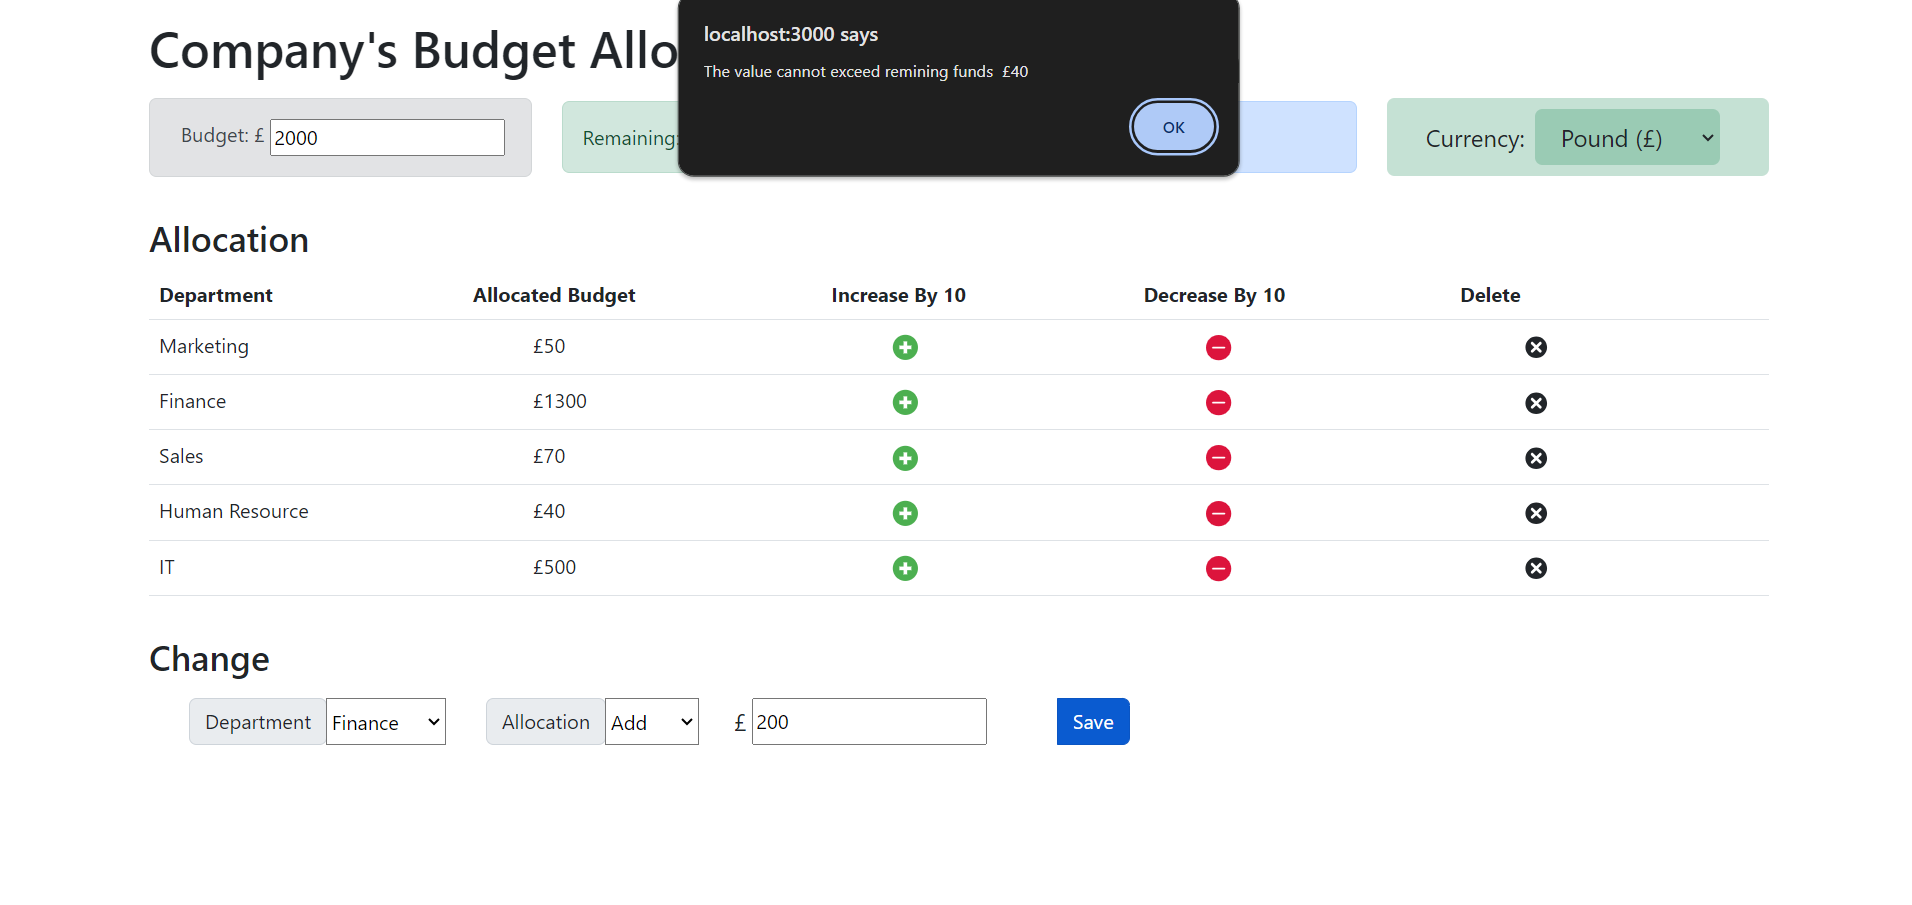 Company's Budget Allo
localhost:3000 says
The value cannot exceed remining funds £40
OK
Budget: £ 2000
Remaining:
Currency: Pound (£)
Allocation
Department Allocated Budget Increase By 10 Decrease By 10 Delete
Marketing £50
Finance £1300
Sales £70
Human Resource £40
IT £500
Change
Department Finance Allocation Add £ 200 Save